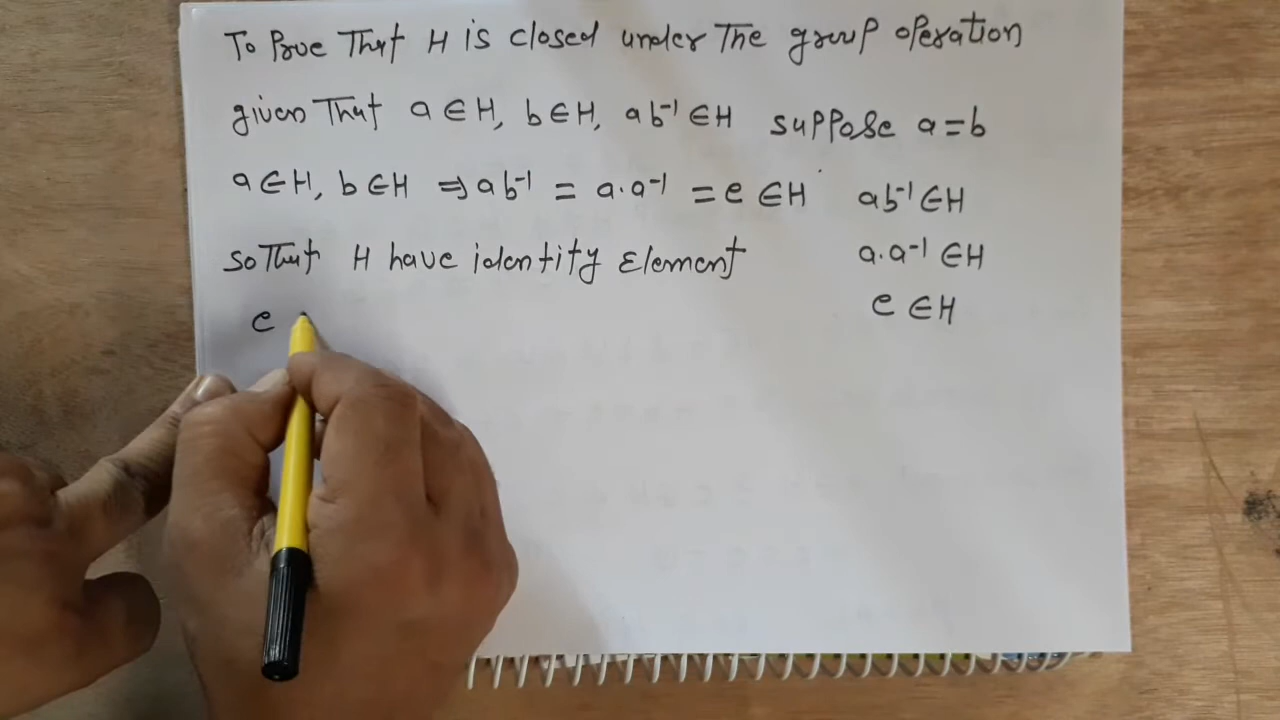 To Prove That H is closed under The group operation
given That a ∈ H, b ∈ H, ab⁻¹ ∈ H suppose a = b
a ∈ H, b ∈ H ⇒ ab⁻¹ = a·a⁻¹ = e ∈ H ab⁻¹ ∈ H
so That H have identity Element a·a⁻¹ ∈ H
e e ∈ H